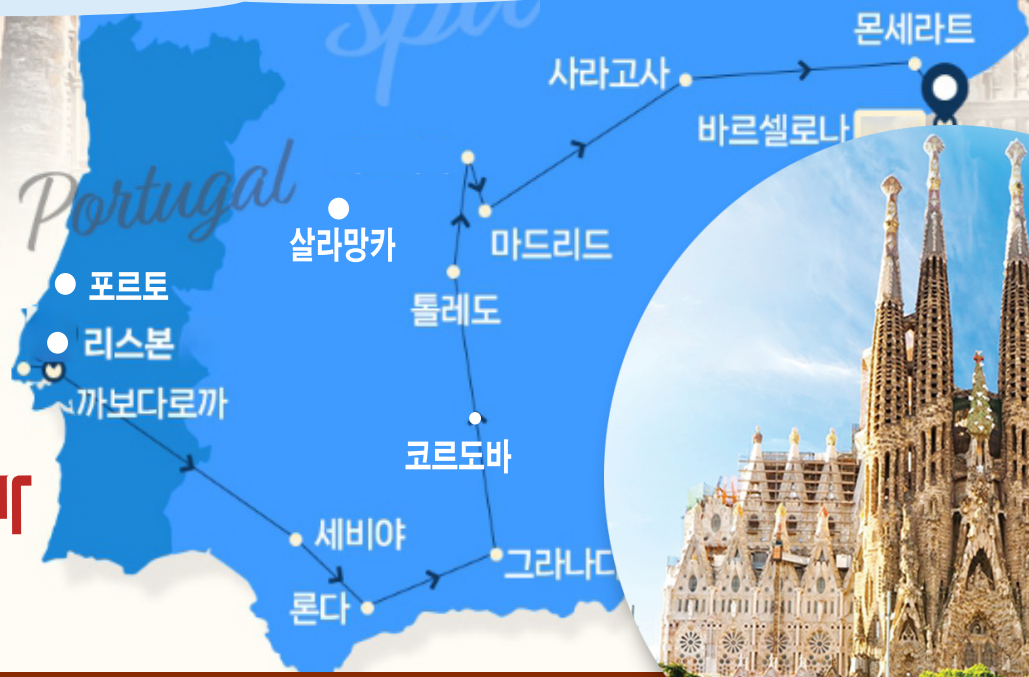 몬세라트
사라고사
바르셀로나
Portugal
살라망카
마드리드
포르토
톨레도
리스본
까보다로까
코르도바
세비야
그라나다
론다